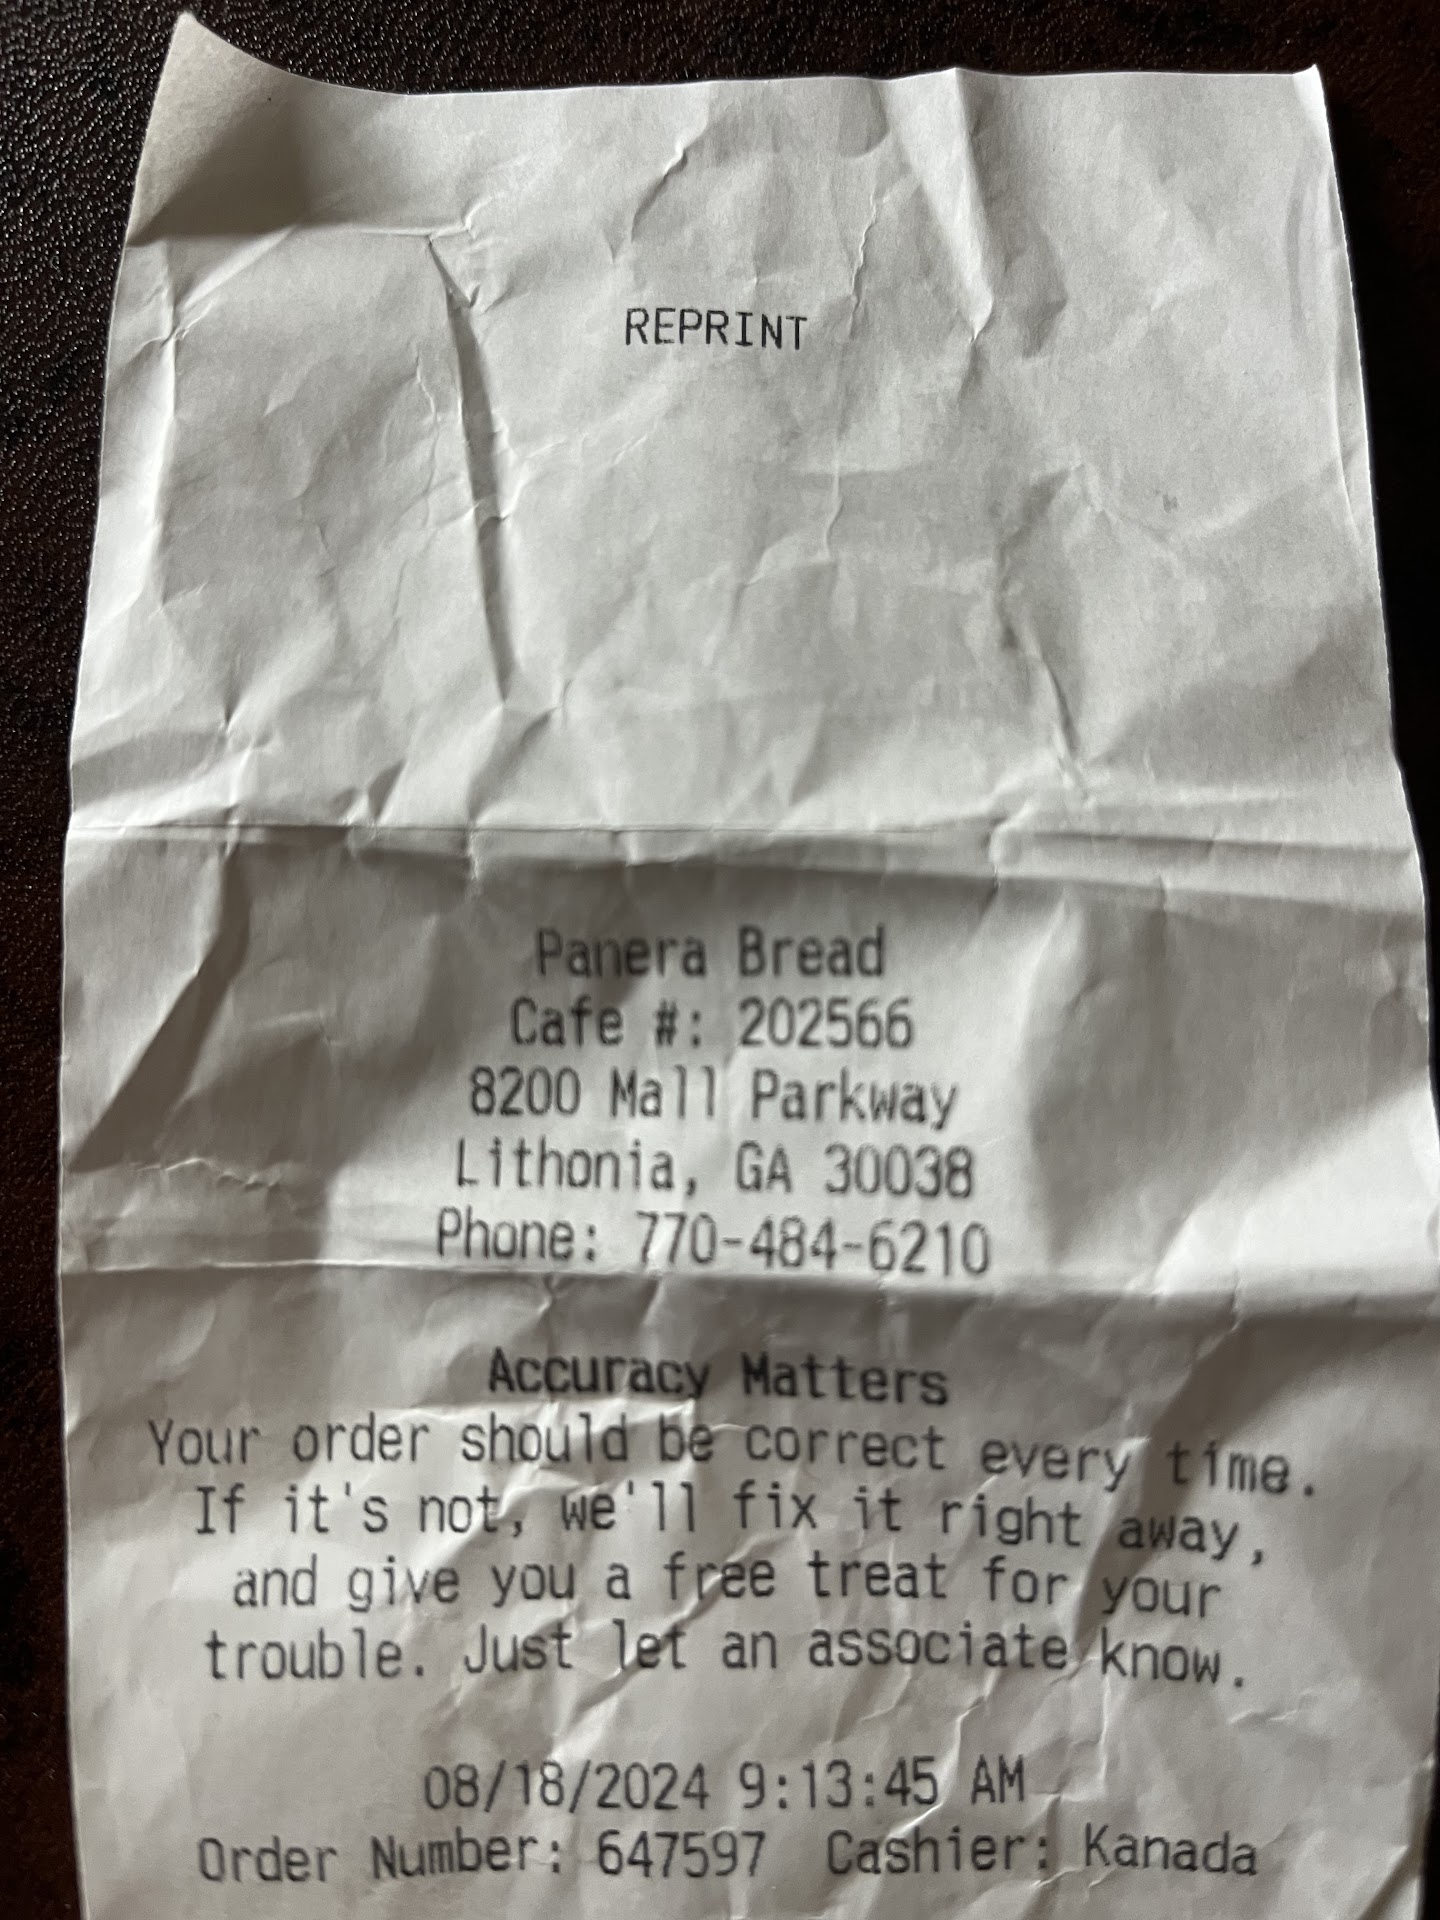 REPRINT
Panera Bread
Cafe #: 202566
8200 Mall Parkway
Lithonia, GA 30038
Phone: 770-484-6210
Accuracy Matters
Your order should be correct every time.
If it's not, we'll fix it right away,
and give you a free treat for your
trouble. Just let an associate know.
08/18/2024 9:13:45 AM
Order Number: 647597 Cashier: Kanada